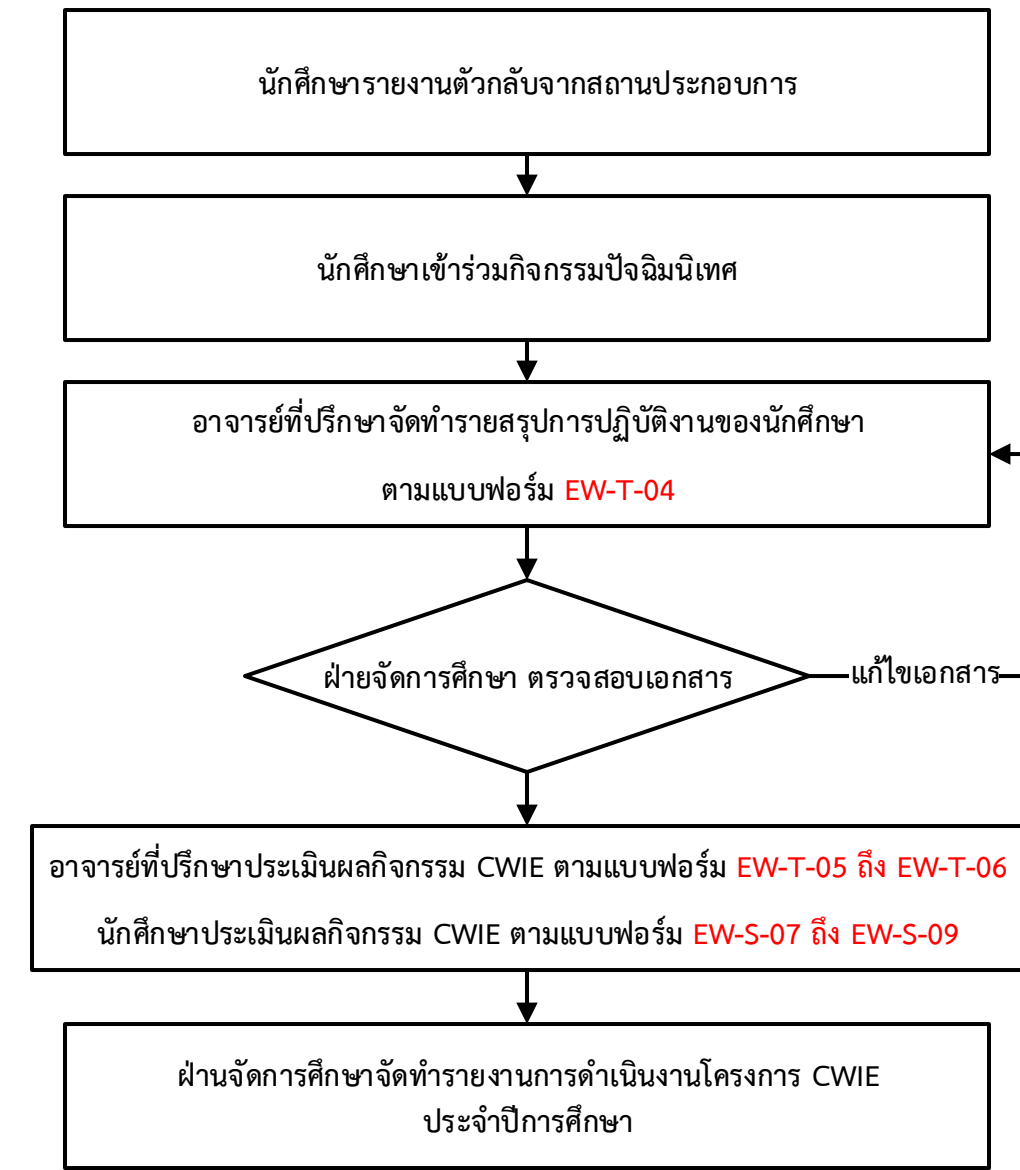 นักศึกษารายงานตัวกลับจากสถานประกอบการ
นักศึกษาเข้าร่วมกิจกรรมปัจฉิมนิเทศ
อาจารย์ที่ปรึกษาจัดทำรายสรุปการปฏิบัติงานของนักศึกษา
ตามแบบฟอร์ม EW-T-04
ฝ่ายจัดการศึกษา ตรวจสอบเอกสาร
แก้ไขเอกสาร
อาจารย์ที่ปรึกษาประเมินผลกิจกรรม CWIE ตามแบบฟอร์ม EW-T-05 ถึง EW-T-06
นักศึกษาประเมินผลกิจกรรม CWIE ตามแบบฟอร์ม EW-S-07 ถึง EW-S-09
ฝ่านจัดการศึกษาจัดทำรายงานการดำเนินงานโครงการ CWIE
ประจำปีการศึกษา